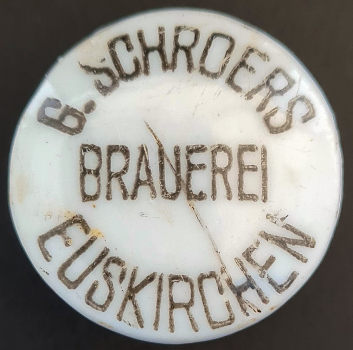 G. SCHROERS
BRAUEREI
EUSKIRCHEN